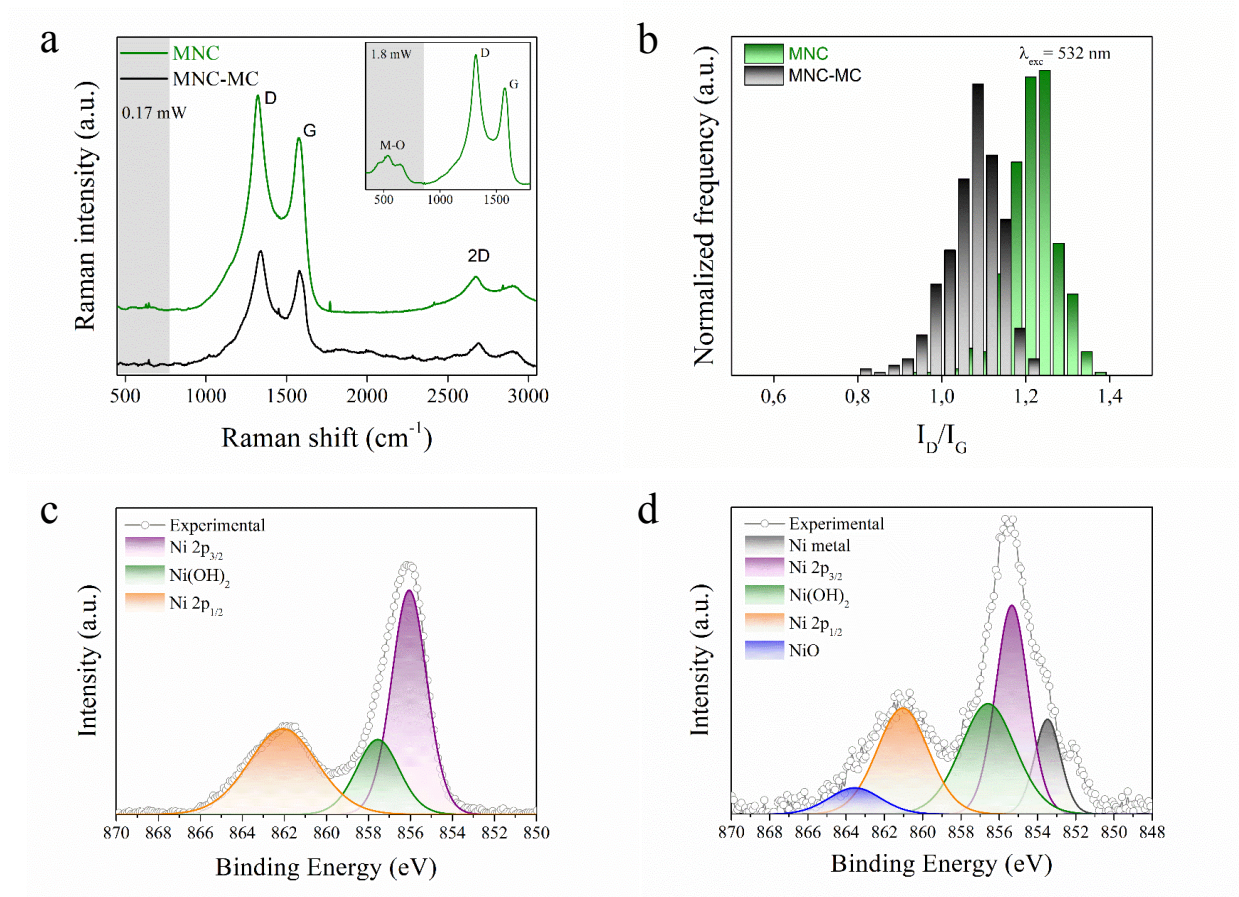 a
MNC
MNC-MC
0.17 mW
D
G
2D
1.8 mW
D
G
M-O
500 1000 1500
Raman intensity (a.u.)
500 1000 1500 2000 2500 3000
Raman shift (cm⁻¹)
b
MNC
MNC-MC
λexc= 532 nm
Normalized frequency (a.u.)
0,6 0,8 1,0 1,2 1,4
I_D/I_G
c
Experimental
Ni 2p3/2
Ni(OH)₂
Ni 2p1/2
Intensity (a.u.)
870 868 866 864 862 860 858 856 854 852 850
Binding Energy (eV)
d
Experimental
Ni metal
Ni 2p3/2
Ni(OH)₂
Ni 2p1/2
NiO
Intensity (a.u.)
870 868 866 864 862 860 858 856 854 852 850 848
Binding Energy (eV)